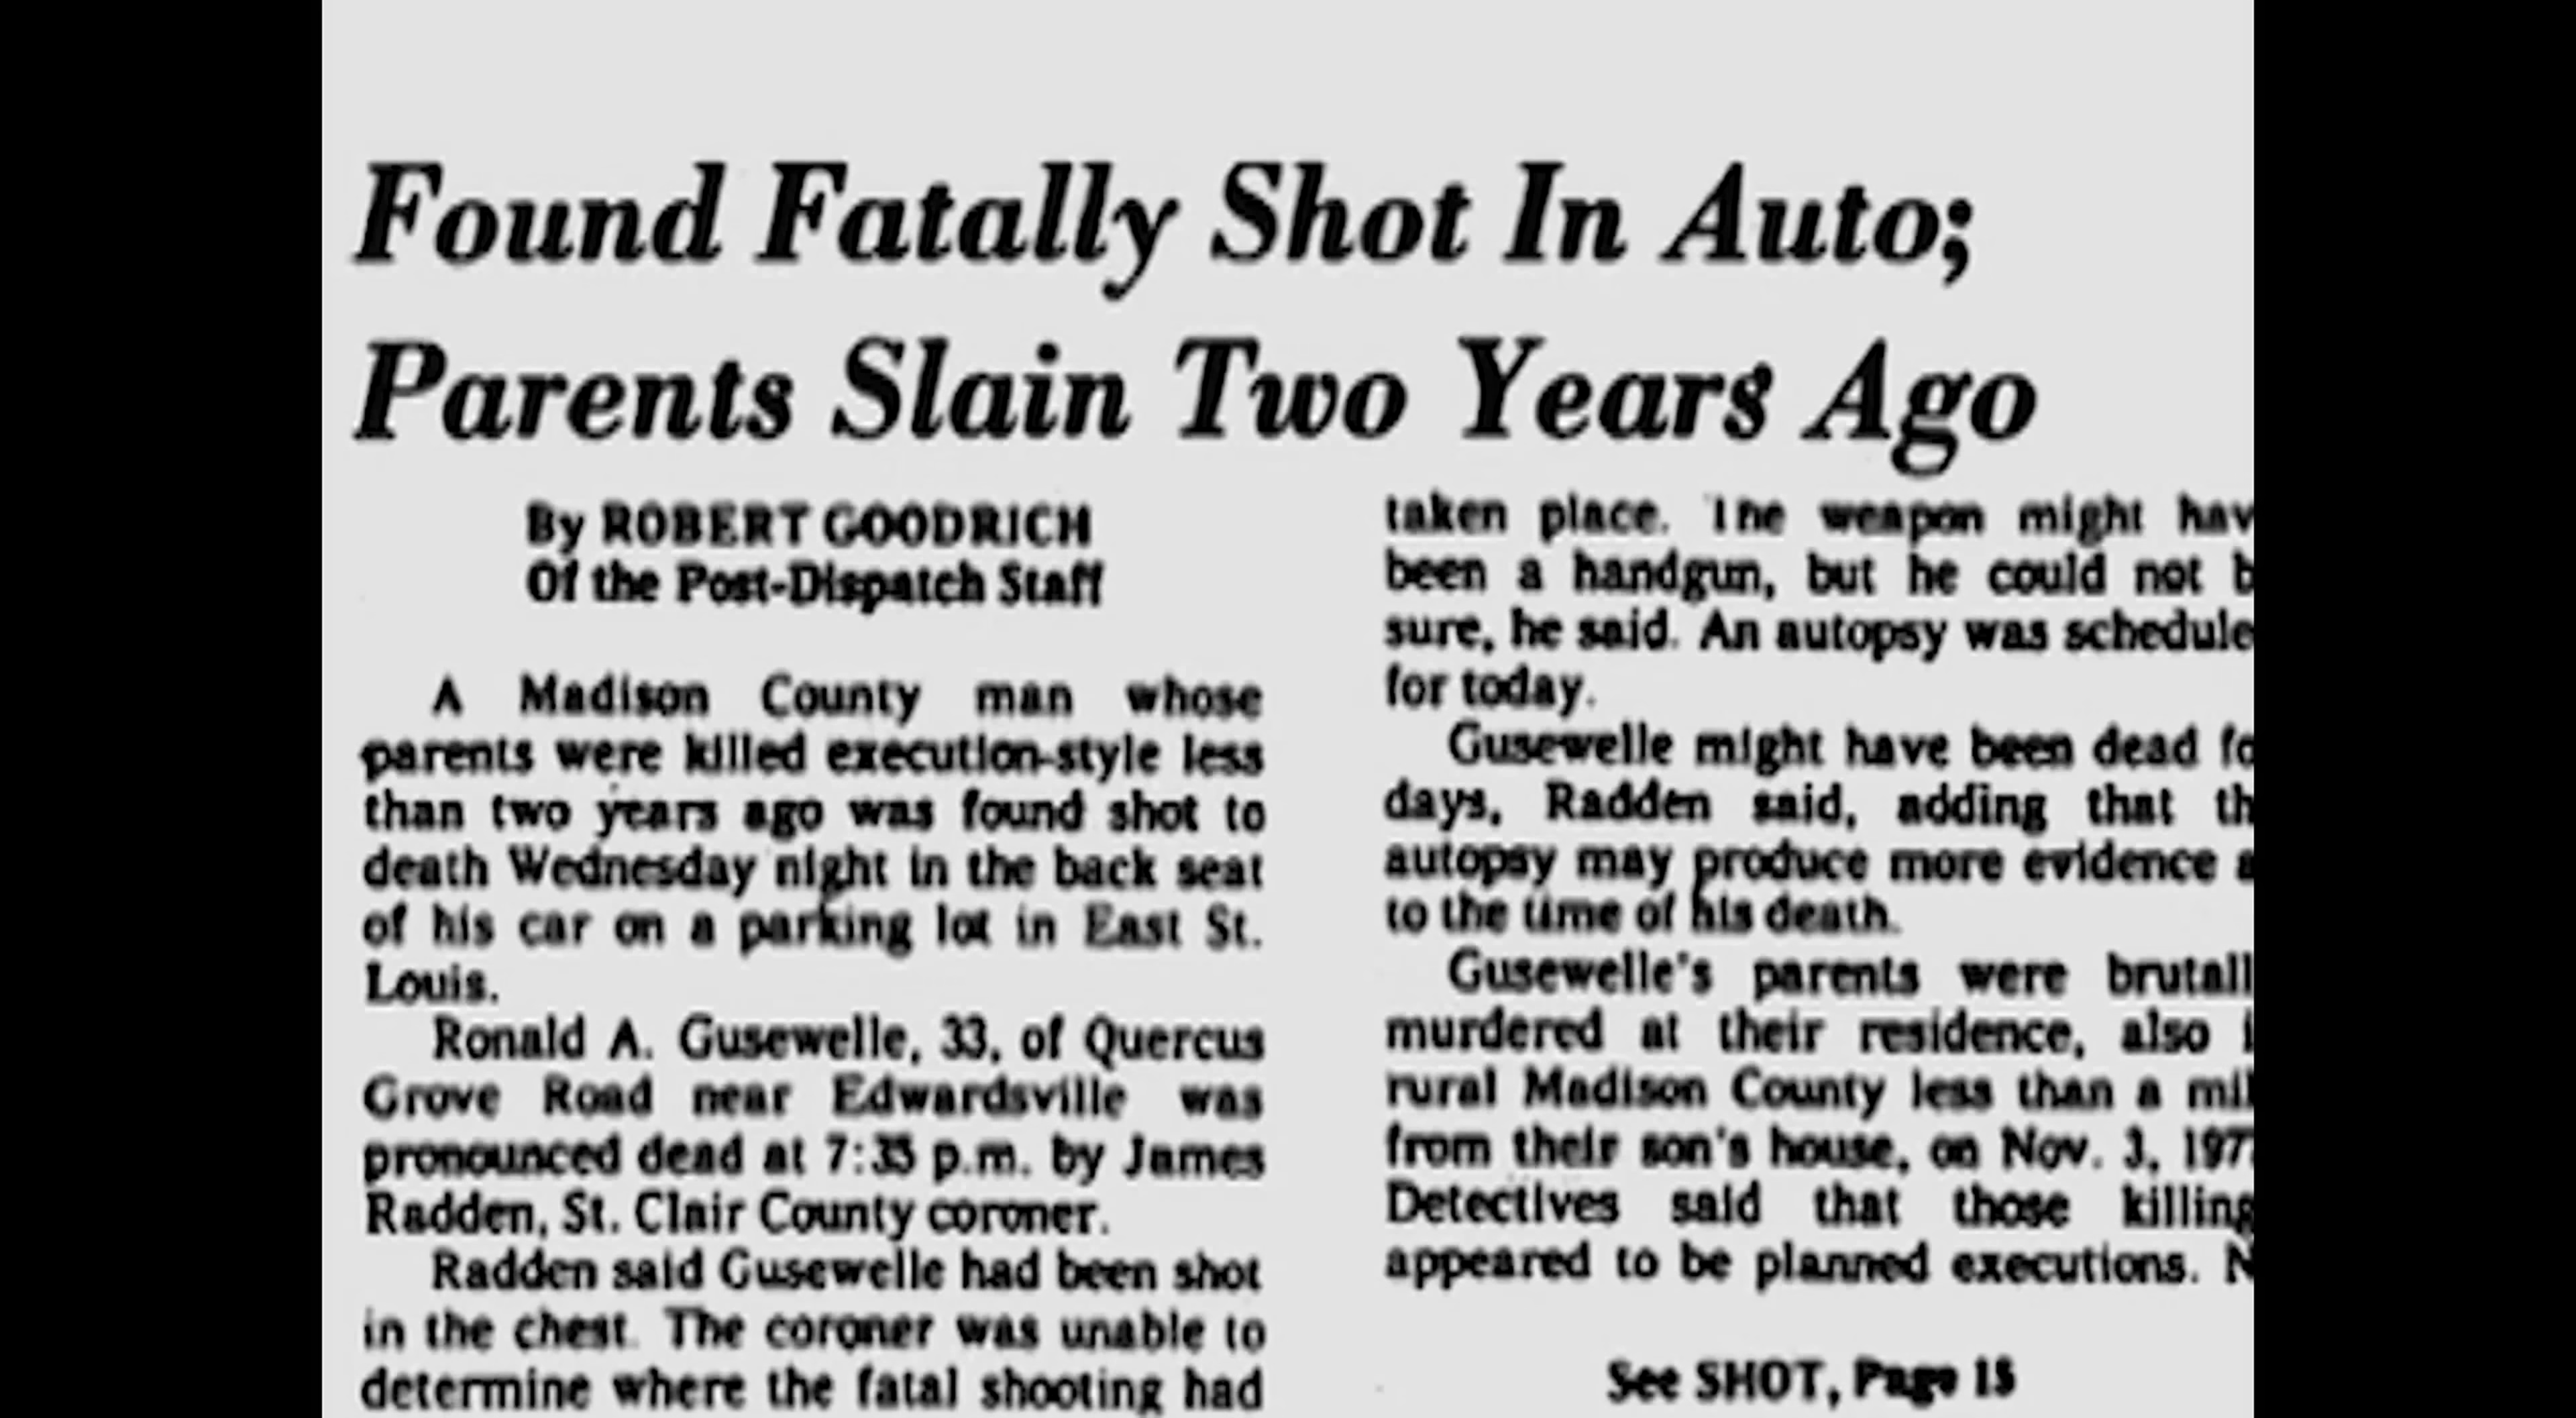 Found Fatally Shot In Auto;
Parents Slain Two Years Ago
By ROBERT GOODRICH
Of the Post-Dispatch Staff
A Madison County man whose
parents were killed execution-style less
than two years ago was found shot to
death Wednesday night in the back seat
of his car on a parking lot in East St.
Louis.
Ronald A. Gusewelle, 33, of Quercus
Grove Road near Edwardsville was
pronounced dead at 7:35 p.m. by James
Radden, St. Clair County coroner.
Radden said Gusewelle had been shot
in the chest. The coroner was unable to
determine where the fatal shooting had
taken place. The weapon might hav
been a handgun, but he could not b
sure, he said. An autopsy was schedule
for today.
Gusewelle might have been dead fo
days, Radden said, adding that th
autopsy may produce more evidence a
to the time of his death.
Gusewelle's parents were brutall
murdered at their residence, also i
rural Madison County less than a mil
from their son's house, on Nov. 3, 197
Detectives said that those killing
appeared to be planned executions. N
See SHOT, Page 15